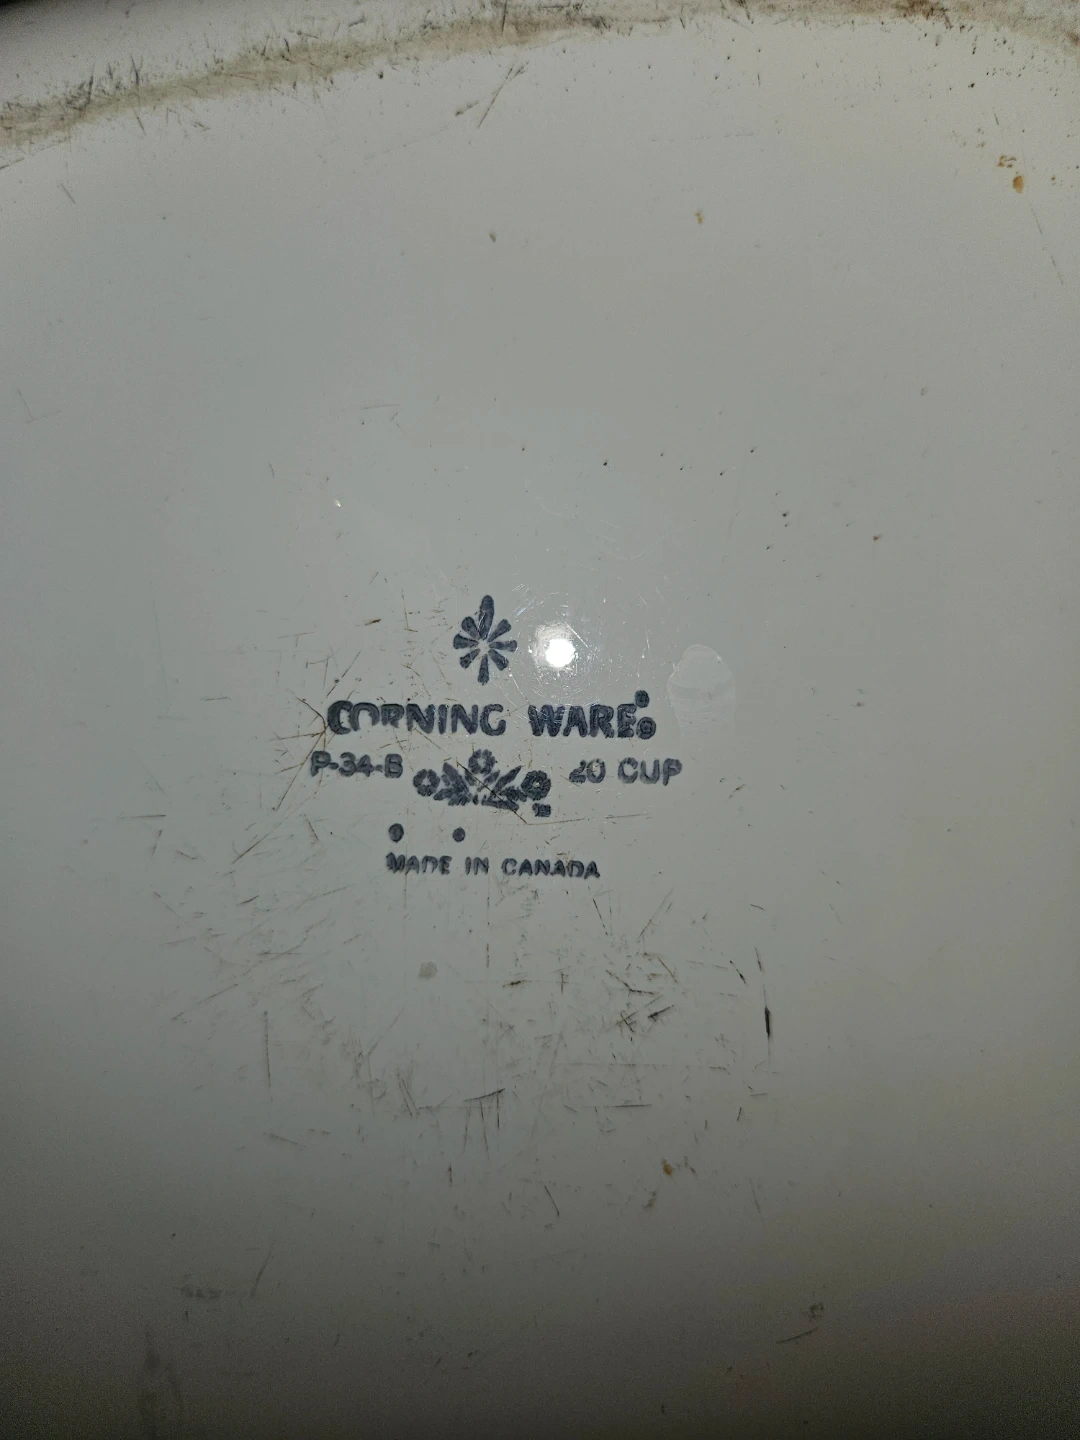 CORNING WARE®
P-34-B 20 CUP
MADE IN CANADA